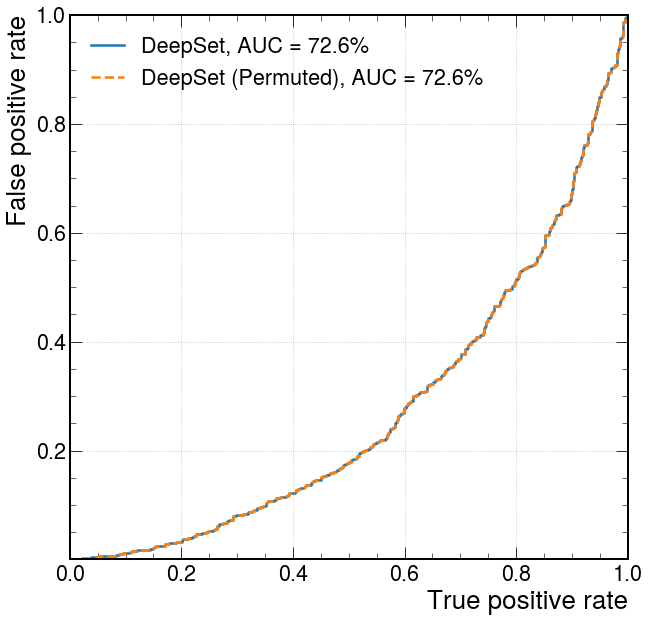 DeepSet, AUC = 72.6%
DeepSet (Permuted), AUC = 72.6%
False positive rate
1.0
0.8
0.6
0.4
0.2
0.0 0.2 0.4 0.6 0.8 1.0
True positive rate